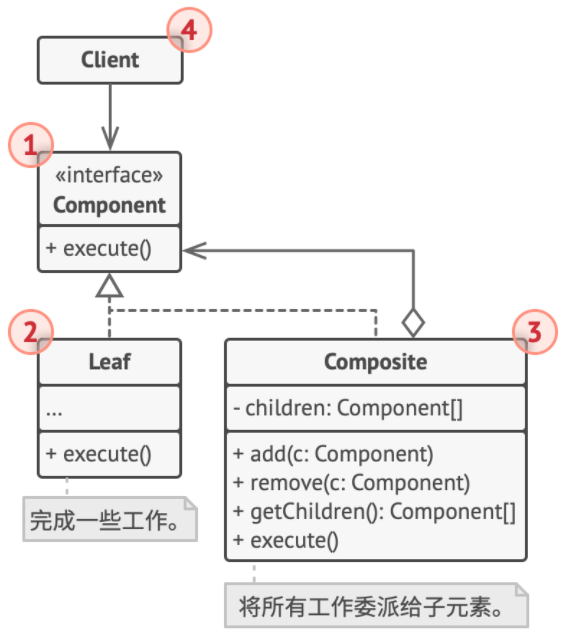 4
Client
1
«interface»
Component
+ execute()
2
Leaf
...
+ execute()
完成一些工作。
3
Composite
- children: Component[]
+ add(c: Component)
+ remove(c: Component)
+ getChildren(): Component[]
+ execute()
将所有工作委派给子元素。